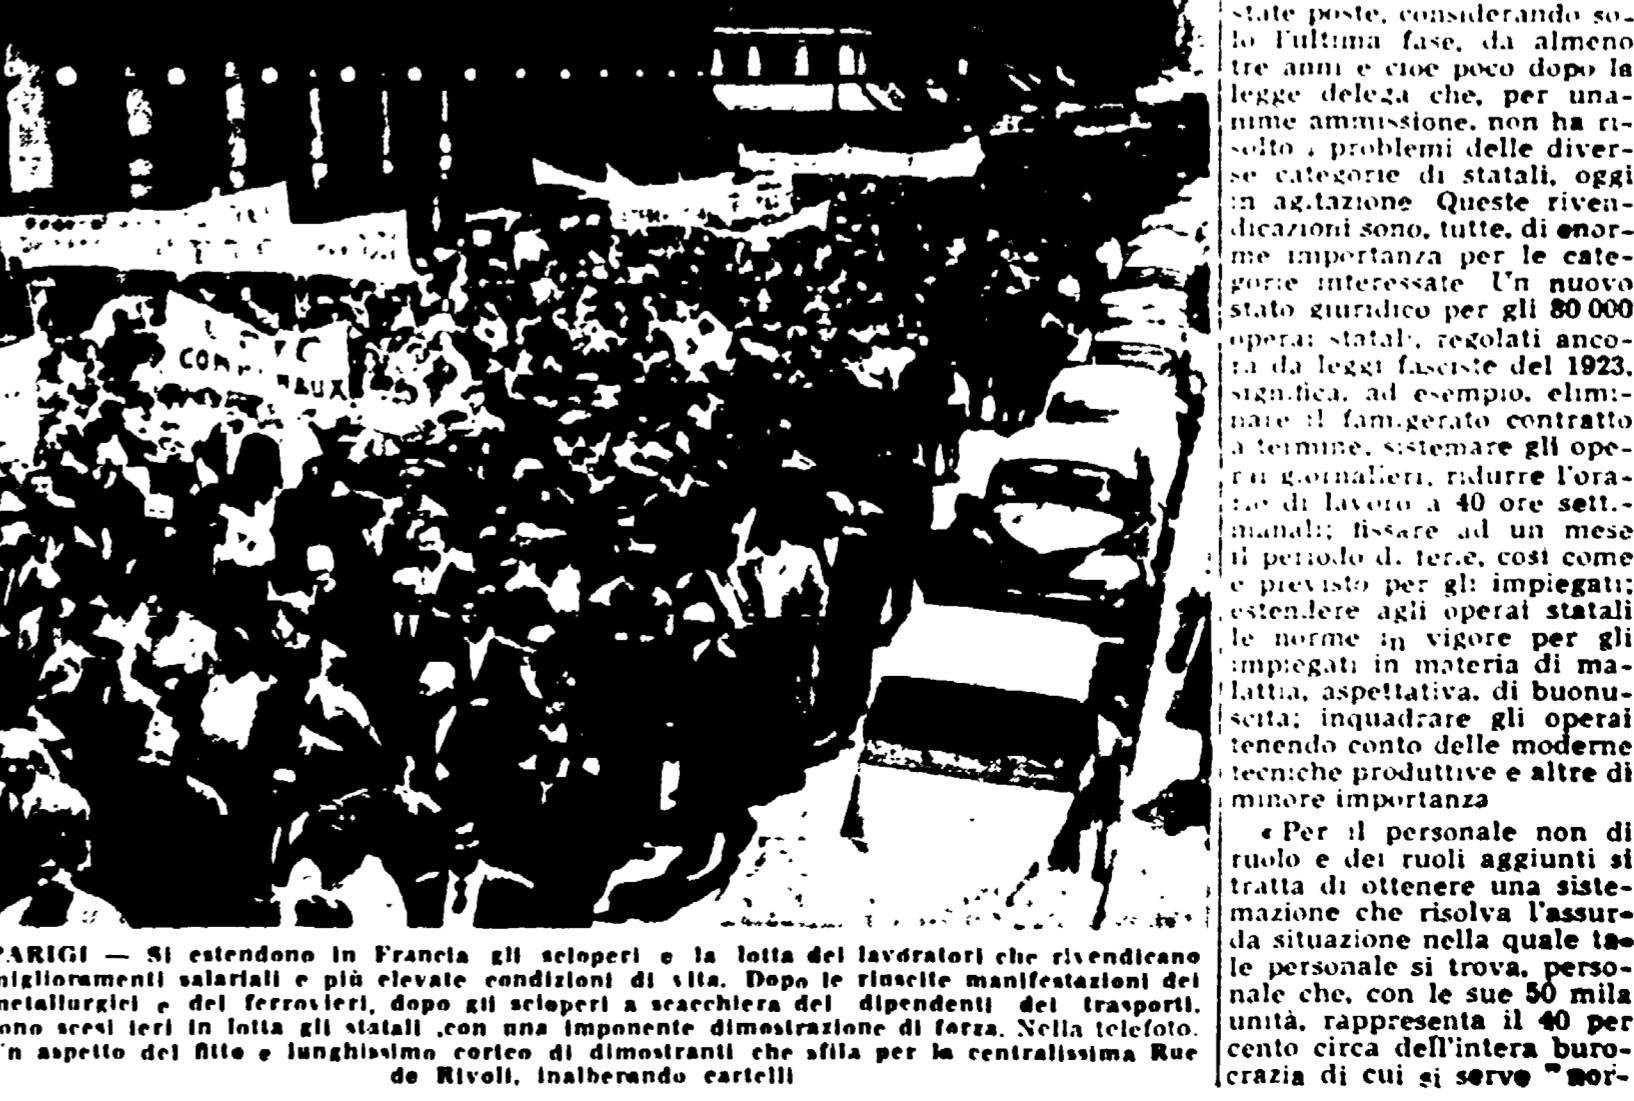 COMMUNAUX
PARIGI — Si estendono in Francia gli scioperi e la lotta dei lavoratori che rivendicano
miglioramenti salariali e più elevate condizioni di vita. Dopo le riuscite manifestazioni dei
metallurgici e dei ferrovieri, dopo gli scioperi a scacchiera dei dipendenti dei trasporti,
sono scesi ieri in lotta gli statali ,con una imponente dimostrazione di forza. Nella telefoto.
Un aspetto del fitto e lunghissimo corteo di dimostranti che sfila per la centralissima Rue
de Rivoli, inalberando cartelli
state poste, considerando so-
lo l'ultima fase, da almeno
tre anni e cioè poco dopo la
legge delega che, per una-
nime ammissione, non ha ri-
solto i problemi delle diver-
se categorie di statali, oggi
in agitazione Queste riven-
dicazioni sono, tutte, di enor-
me importanza per le cate-
gorie interessate Un nuovo
stato giuridico per gli 80 000
operai statali, regolati anco-
ra da leggi fasciste del 1923,
significa, ad esempio, elimi-
nare il famigerato contratto
a termine, sistemare gli ope-
rai giornalieri, ridurre l'ora-
rio di lavoro a 40 ore setti-
manali; fissare ad un mese
il periodo di ferie, così come
è previsto per gli impiegati;
estendere agli operai statali
le norme in vigore per gli
impiegati in materia di ma-
lattia, aspettativa, di buonu-
scita; inquadrare gli operai
tenendo conto delle moderne
tecniche produttive e altre di
minore importanza
« Per il personale non di
ruolo e dei ruoli aggiunti si
tratta di ottenere una siste-
mazione che risolva l'assur-
da situazione nella quale ta-
le personale si trova, perso-
nale che, con le sue 50 mila
unità, rappresenta il 40 per
cento circa dell'intera buro-
crazia di cui si serve "nor-